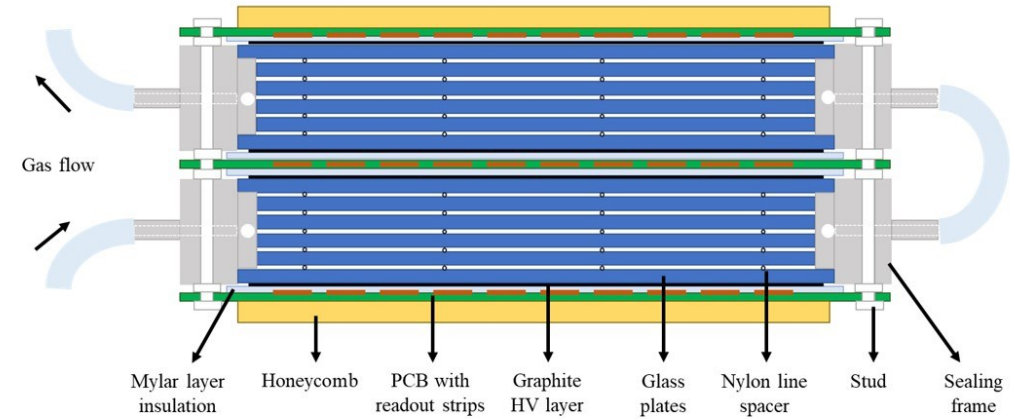 Gas flow
Mylar layer
insulation
Honeycomb
PCB with
readout strips
Graphite
HV layer
Glass
plates
Nylon line
spacer
Stud
Sealing
frame